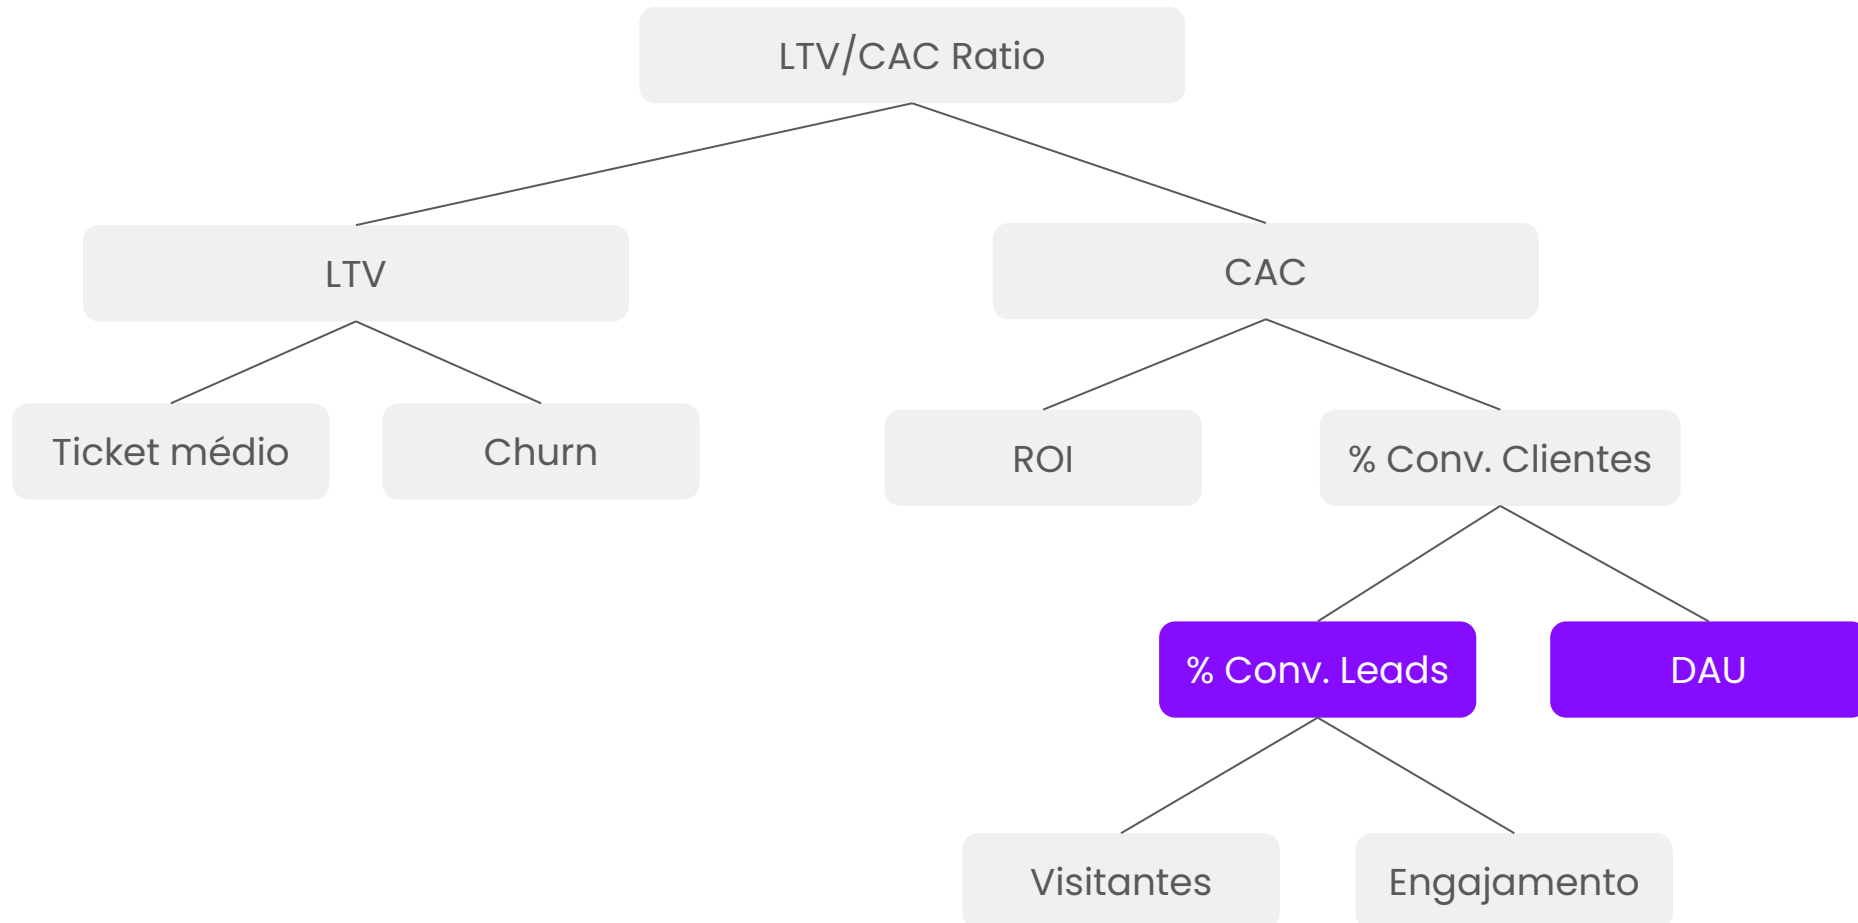 LTV/CAC Ratio
LTV
CAC
Ticket médio
Churn
ROI
% Conv. Clientes
% Conv. Leads
DAU
Visitantes
Engajamento